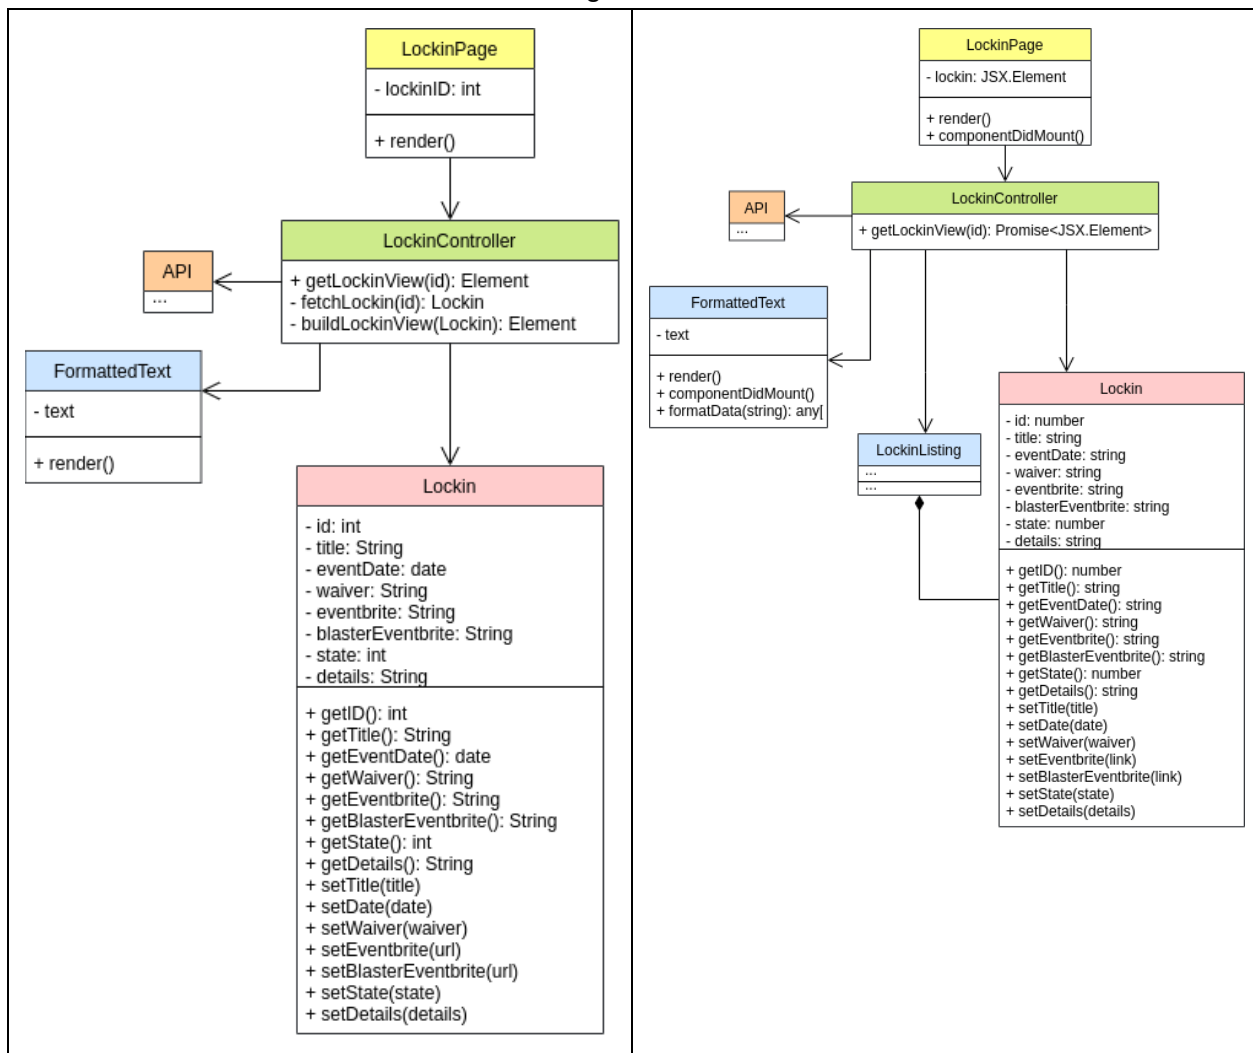 LockinPage
- lockinID: int
+ render()
API
...
LockinController
+ getLockinView(id): Element
- fetchLockin(id): Lockin
- buildLockinView(Lockin): Element
FormattedText
- text
+ render()
Lockin
- id: int
- title: String
- eventDate: date
- waiver: String
- eventbrite: String
- blasterEventbrite: String
- state: int
- details: String
+ getID(): int
+ getTitle(): String
+ getEventDate(): date
+ getWaiver(): String
+ getEventbrite(): String
+ getBlasterEventbrite(): String
+ getState(): int
+ getDetails(): String
+ setTitle(title)
+ setDate(date)
+ setWaiver(waiver)
+ setEventbrite(url)
+ setBlasterEventbrite(url)
+ setState(state)
+ setDetails(details)
LockinPage
- lockin: JSX.Element
+ render()
+ componentDidMount()
API
...
LockinController
+ getLockinView(id): Promise<JSX.Element>
FormattedText
- text
+ render()
+ componentDidMount()
+ formatData(string): any[
LockinListing
...
...
Lockin
- id: number
- title: string
- eventDate: string
- waiver: string
- eventbrite: string
- blasterEventbrite: string
- state: number
- details: string
+ getID(): number
+ getTitle(): string
+ getEventDate(): string
+ getWaiver(): string
+ getEventbrite(): string
+ getBlasterEventbrite(): string
+ getState(): number
+ getDetails(): string
+ setTitle(title)
+ setDate(date)
+ setWaiver(waiver)
+ setEventbrite(link)
+ setBlasterEventbrite(link)
+ setState(state)
+ setDetails(details)